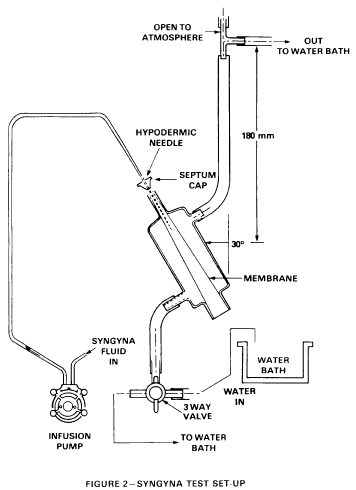 OPEN TO
ATMOSPHERE
OUT
TO WATER BATH
180 mm
HYPODERMIC
NEEDLE
SEPTUM
CAP
30°
MEMBRANE
SYNGYNA
FLUID
IN
WATER
BATH
WATER
IN
3 WAY
VALVE
INFUSION
PUMP
TO WATER
BATH
FIGURE 2–SYNGYNA TEST SET-UP